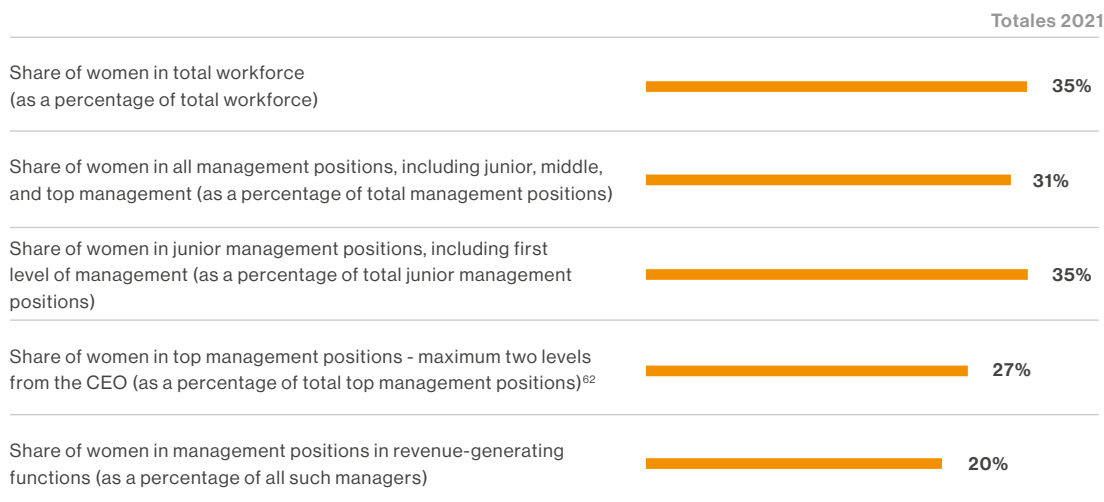 Totales 2021
Share of women in total workforce
(as a percentage of total workforce)
35%
Share of women in all management positions, including junior, middle,
and top management (as a percentage of total management positions)
31%
Share of women in junior management positions, including first
level of management (as a percentage of total junior management
positions)
35%
Share of women in top management positions - maximum two levels
from the CEO (as a percentage of total top management positions)⁶²
27%
Share of women in management positions in revenue-generating
functions (as a percentage of all such managers)
20%